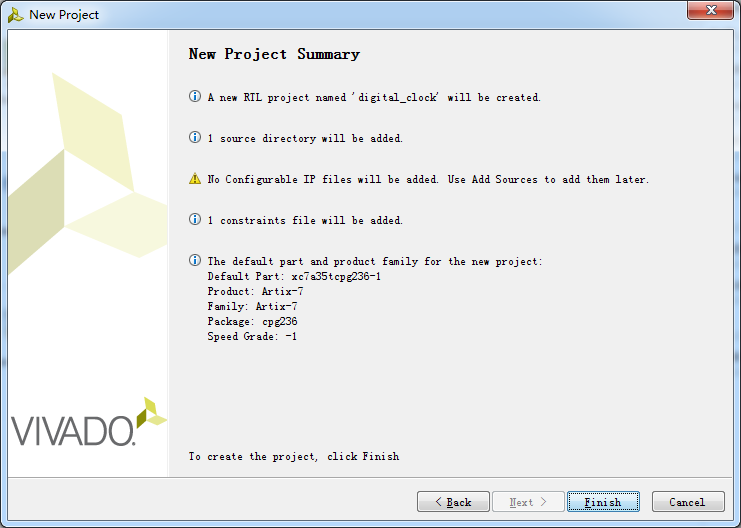 New Project
New Project Summary
A new RTL project named 'digital_clock' will be created.
1 source directory will be added.
No Configurable IP files will be added. Use Add Sources to add them later.
1 constraints file will be added.
The default part and product family for the new project:
Default Part: xc7a35tcpg236-1
Product: Artix-7
Family: Artix-7
Package: cpg236
Speed Grade: -1
VIVADO.
To create the project, click Finish
< Back
Next >
Finish
Cancel